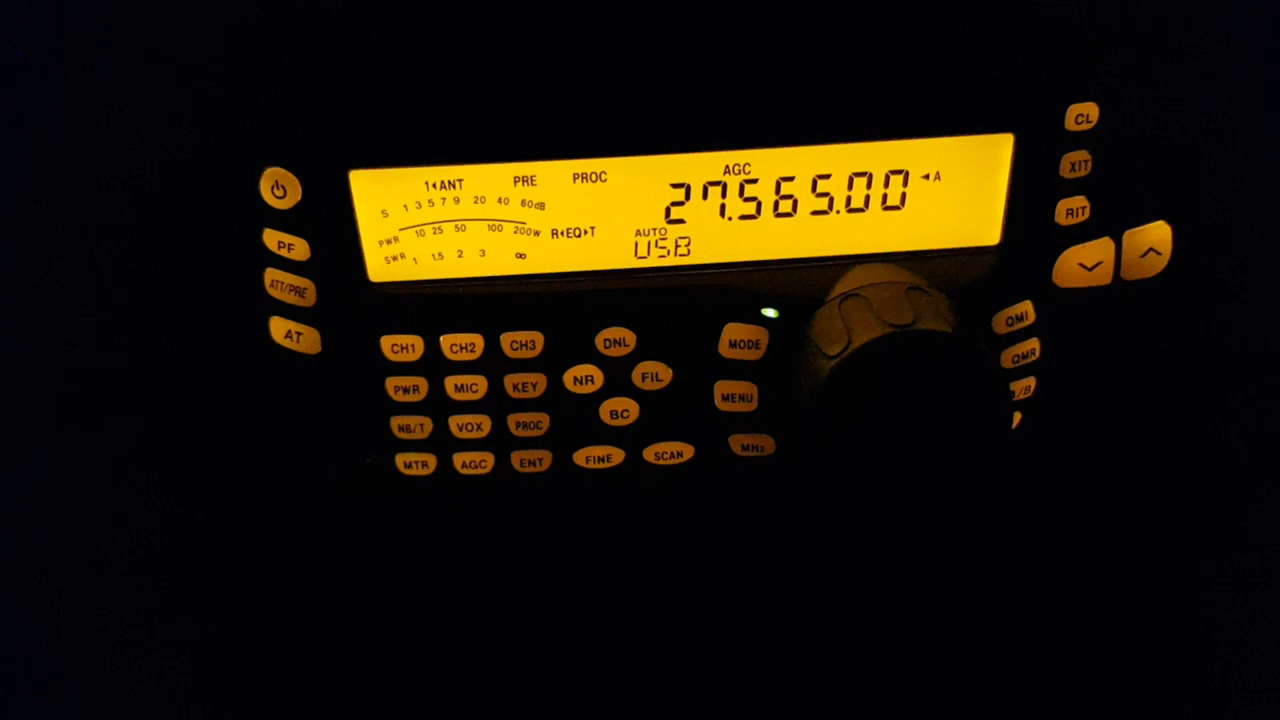 1◂ANT PRE PROC AGC
S 1 3 5 7 9 20 40 60dB
27.565.00 ◂A
PWR 10 25 50 100 200W R◂EQ▸T AUTO
SWR 1 1.5 2 3 ∞ USB
PF
ATT/PRE
AT
CH1 CH2 CH3
PWR MIC KEY
NB/T VOX PROC
MTR AGC ENT
DNL
NR FIL
BC
FINE SCAN
MODE
MENU
MHz
CL
XIT
RIT
QMI
QMR
A/B